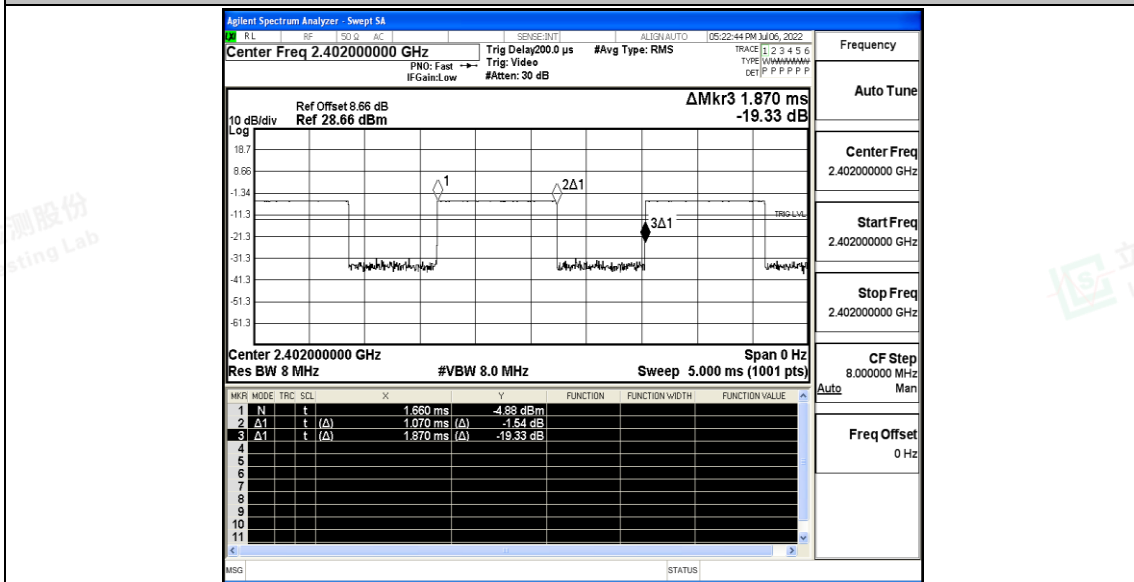 Agilent Spectrum Analyzer - Swept SA
RL RF 50 Ω AC SENSE:INT ALIGN AUTO 05:22:44 PM Jul 06, 2022
Center Freq 2.402000000 GHz
PNO: Fast
IFGain:Low
Trig Delay200.0 µs
Trig: Video
#Atten: 30 dB
#Avg Type: RMS
TRACE 1 2 3 4 5 6
TYPE WWWWWW
DET P P P P P P
Frequency
Auto Tune
Center Freq
2.402000000 GHz
Start Freq
2.402000000 GHz
Stop Freq
2.402000000 GHz
CF Step
8.000000 MHz
Auto Man
Freq Offset
0 Hz
ΔMkr3 1.870 ms
-19.33 dB
Ref Offset 8.66 dB
10 dB/div Ref 28.66 dBm
Log
18.7
8.66
-1.34
-11.3
-21.3
-31.3
-41.3
-51.3
-61.3
1
2Δ1
3Δ1
TRIG LVL
Center 2.402000000 GHz Span 0 Hz
Res BW 8 MHz #VBW 8.0 MHz Sweep 5.000 ms (1001 pts)
MKR MODE TRC SCL X Y FUNCTION FUNCTION WIDTH FUNCTION VALUE
1 N t 1.660 ms -4.88 dBm
2 Δ1 t (Δ) 1.070 ms (Δ) -1.54 dB
3 Δ1 t (Δ) 1.870 ms (Δ) -19.33 dB
4
5
6
7
8
9
10
11
MSG STATUS
测股份
sting Lab
立